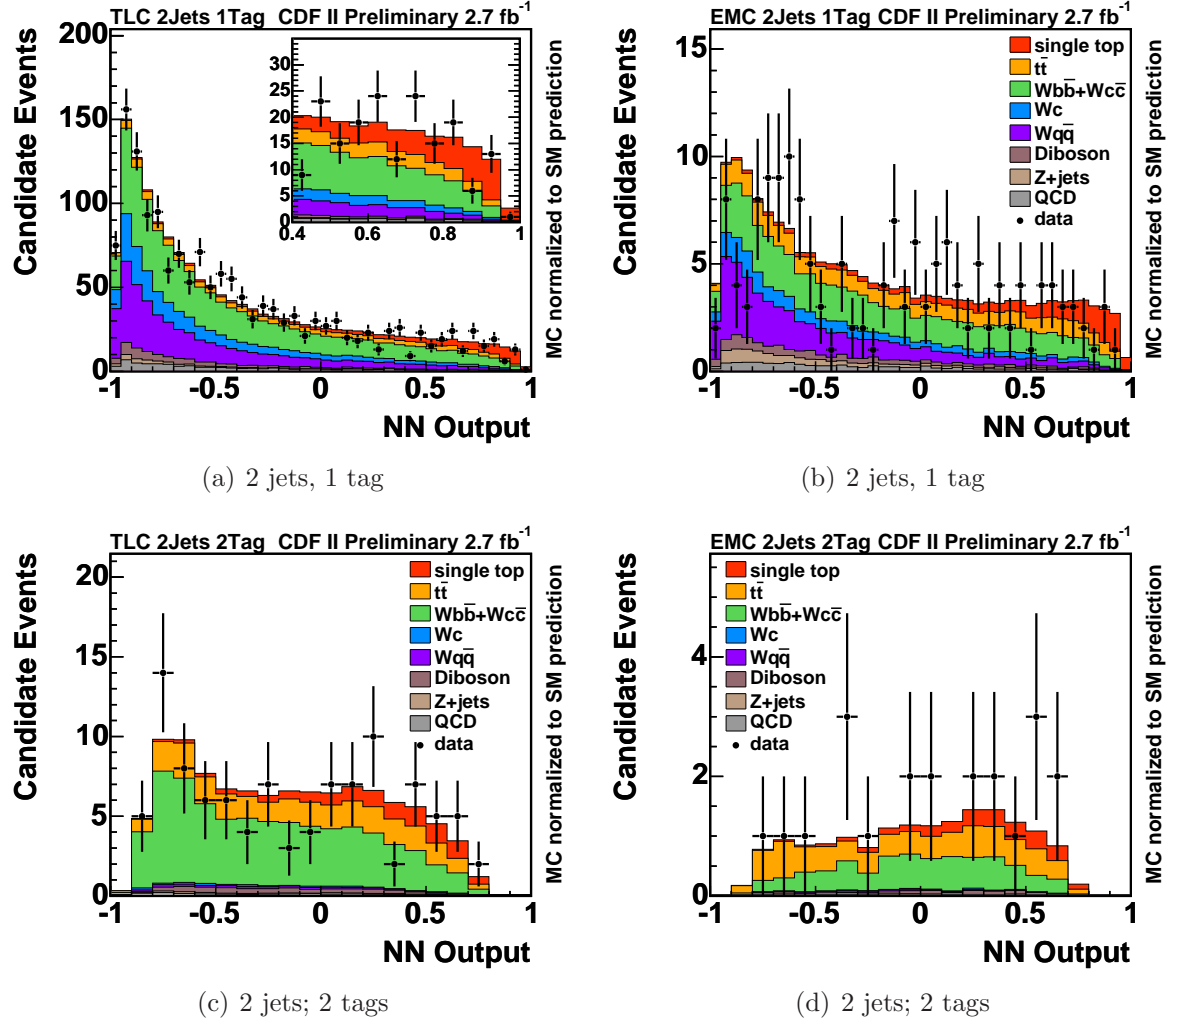 TLC 2Jets 1Tag CDF II Preliminary 2.7 fb-1
Candidate Events
MC normalized to SM prediction
200
150
100
50
0
30
25
20
15
10
5
0
0.4 0.6 0.8 1
-1 -0.5 0 0.5 1
NN Output
(a) 2 jets, 1 tag
EMC 2Jets 1Tag CDF II Preliminary 2.7 fb-1
Candidate Events
MC normalized to SM prediction
15
10
5
0
single top
tt̄
Wbb̄+Wcc̄
Wc
Wqq̄
Diboson
Z+jets
QCD
data
-1 -0.5 0 0.5 1
NN Output
(b) 2 jets, 1 tag
TLC 2Jets 2Tag CDF II Preliminary 2.7 fb-1
Candidate Events
MC normalized to SM prediction
20
15
10
5
0
single top
tt̄
Wbb̄+Wcc̄
Wc
Wqq̄
Diboson
Z+jets
QCD
data
-1 -0.5 0 0.5 1
NN Output
(c) 2 jets; 2 tags
EMC 2Jets 2Tag CDF II Preliminary 2.7 fb-1
Candidate Events
MC normalized to SM prediction
4
2
0
single top
tt̄
Wbb̄+Wcc̄
Wc
Wqq̄
Diboson
Z+jets
QCD
data
-1 -0.5 0 0.5 1
NN Output
(d) 2 jets; 2 tags